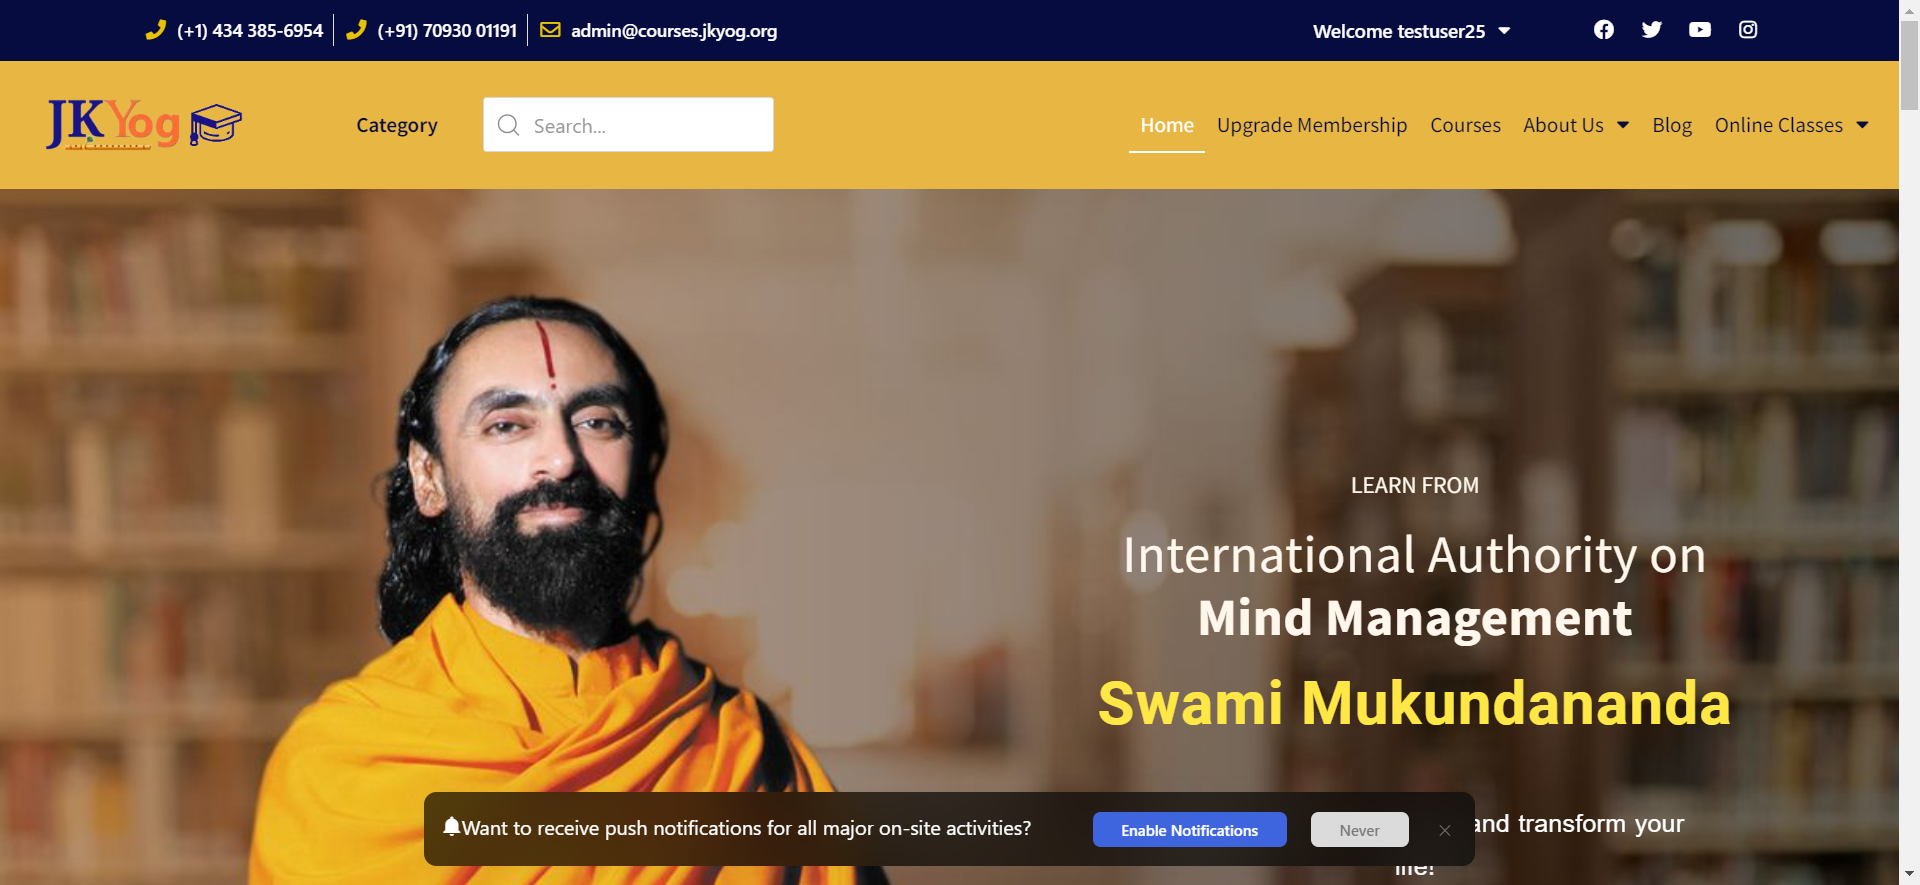 (+1) 434 385-6954
(+91) 70930 01191
admin@courses.jkyog.org
Welcome testuser25
JKYog
Category
Search...
Home
Upgrade Membership
Courses
About Us
Blog
Online Classes
LEARN FROM
International Authority on
Mind Management
Swami Mukundananda
and transform your
life!
Want to receive push notifications for all major on-site activities?
Enable Notifications
Never